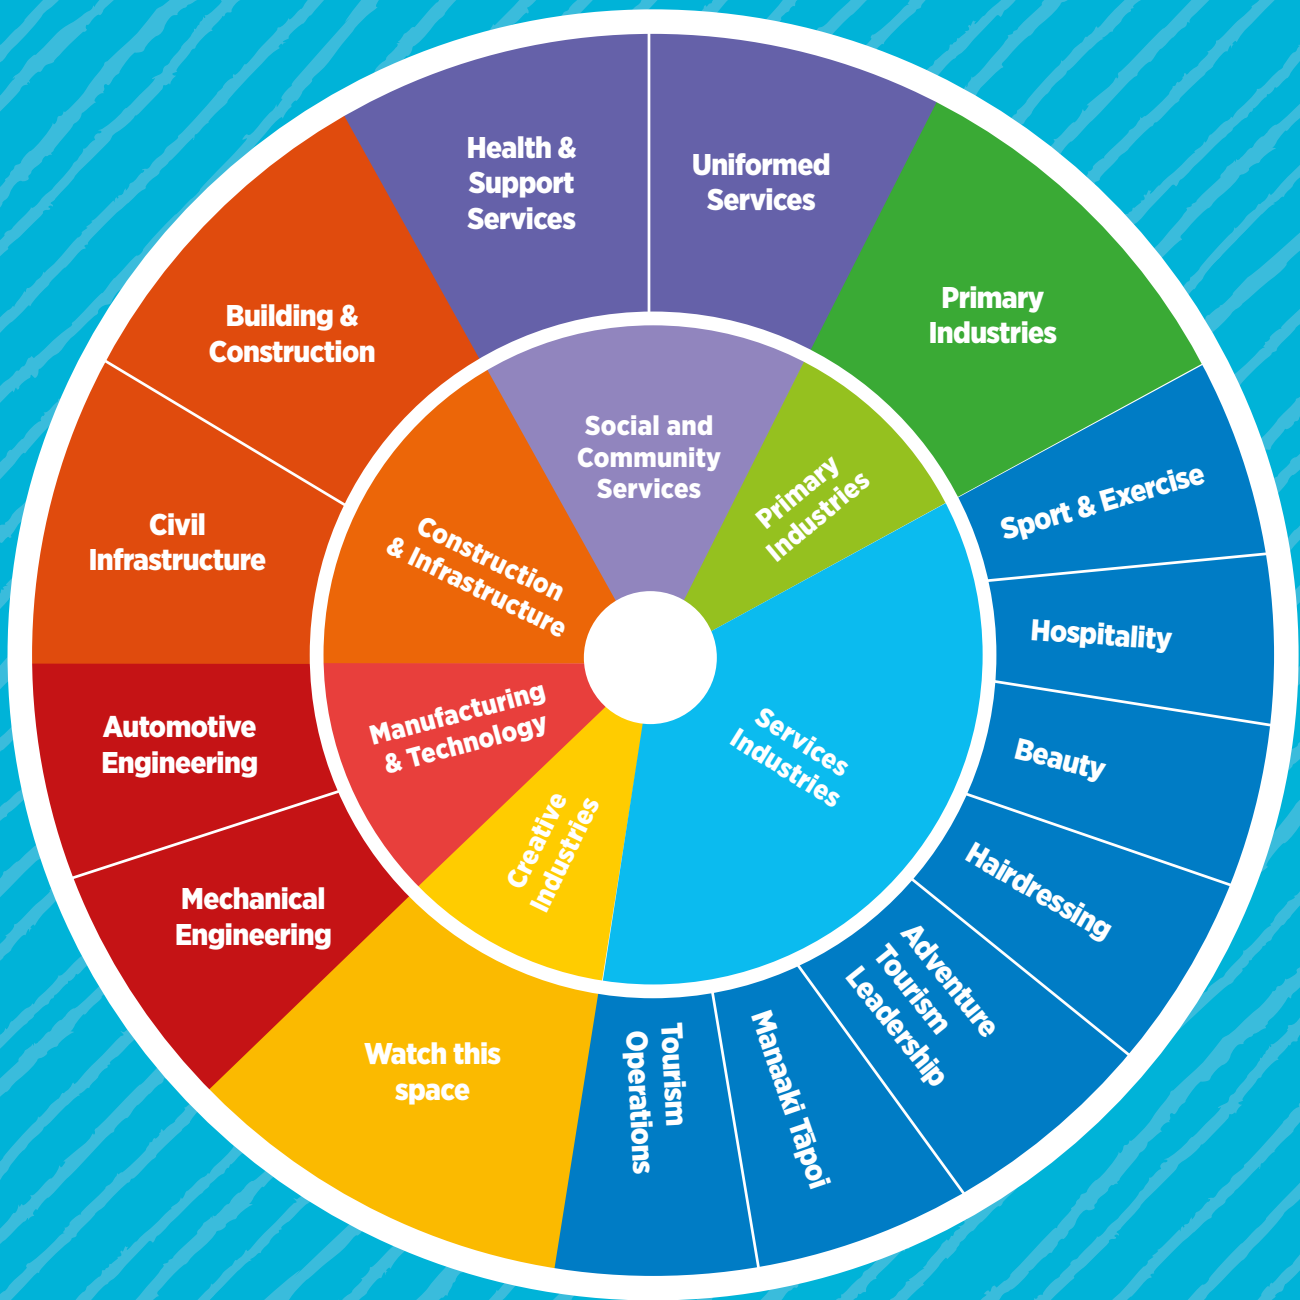 Health &
Support
Services
Uniformed
Services
Primary
Industries
Sport & Exercise
Hospitality
Beauty
Hairdressing
Adventure
Tourism
Leadership
Manaaki Tāpoi
Tourism
Operations
Watch this
space
Mechanical
Engineering
Automotive
Engineering
Civil
Infrastructure
Building &
Construction
Social and
Community
Services
Primary
Industries
Services
Industries
Creative
Industries
Manufacturing
& Technology
Construction
& Infrastructure